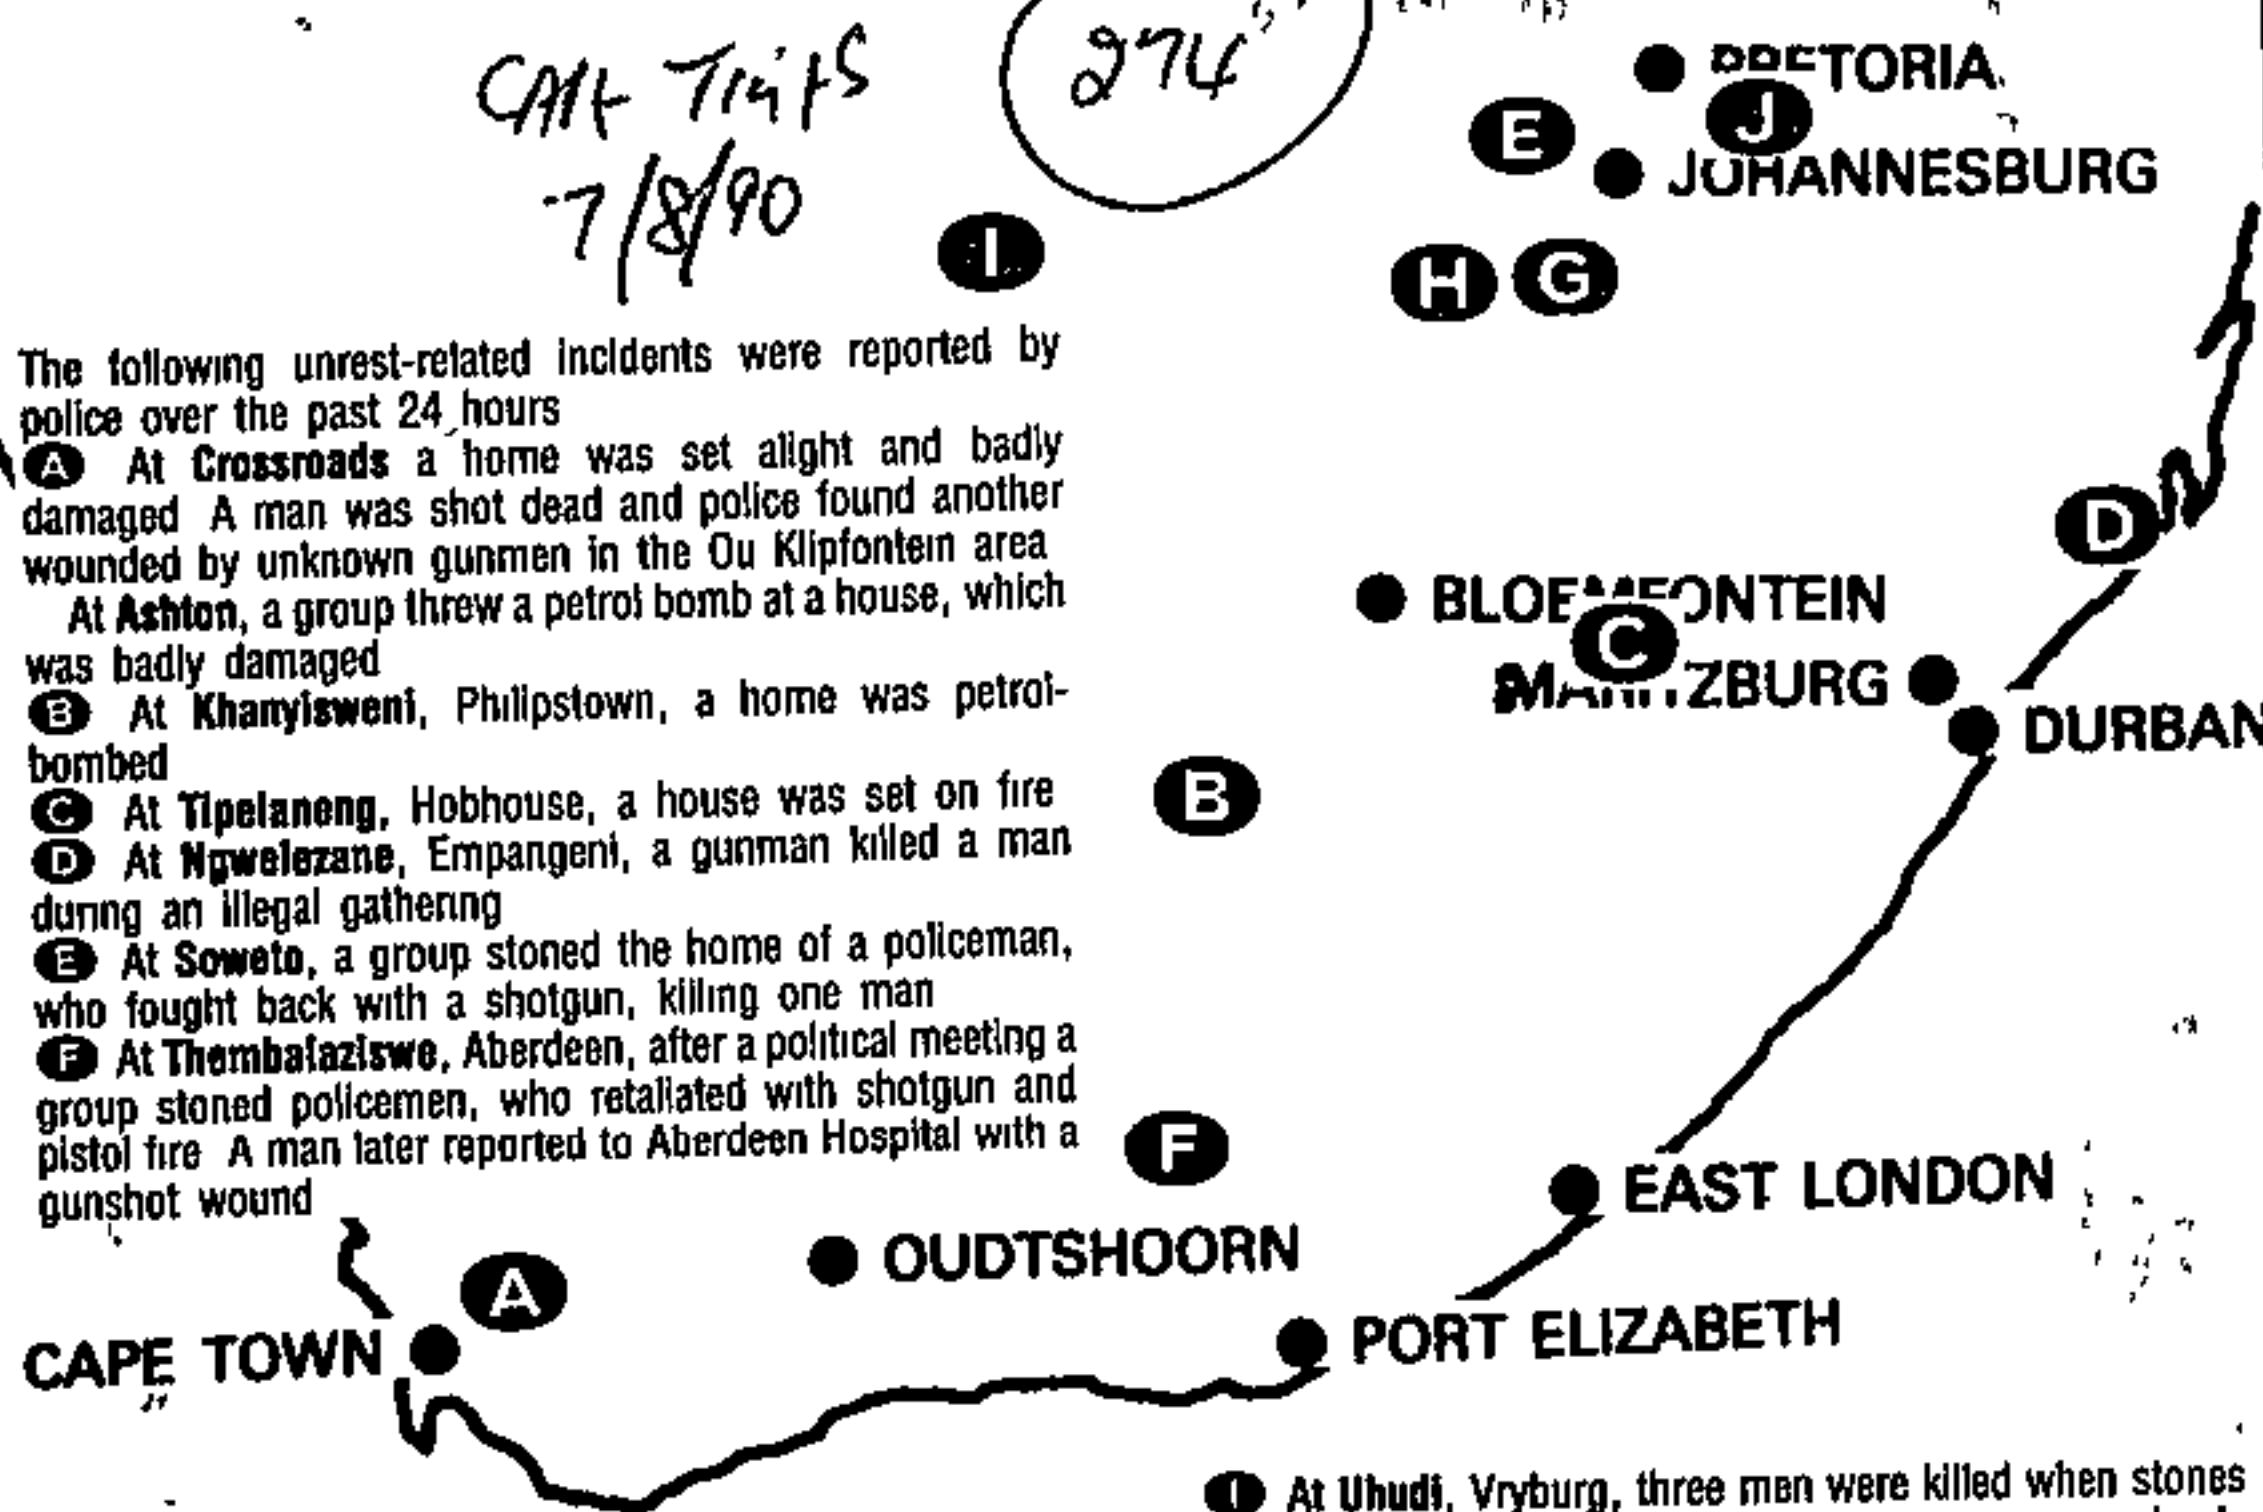 274
7/8/90
PRETORIA
J
E
JOHANNESBURG
I
H G
The following unrest-related incidents were reported by
police over the past 24 hours
A At Crossroads a home was set alight and badly
damaged A man was shot dead and police found another
wounded by unknown gunmen in the Ou Klipfontein area
At Ashton, a group threw a petrol bomb at a house, which
was badly damaged
B At Khanyisweni, Philipstown, a home was petrol-
bombed
C At Tipelaneng, Hobhouse, a house was set on fire
D At Ngwelezane, Empangeni, a gunman killed a man
during an illegal gathering
E At Soweto, a group stoned the home of a policeman,
who fought back with a shotgun, killing one man
F At Thembalaziswe, Aberdeen, after a political meeting a
group stoned policemen, who retaliated with shotgun and
pistol fire A man later reported to Aberdeen Hospital with a
gunshot wound
D
BLOEMFONTEIN
C
MARITZBURG
DURBAN
B
F
EAST LONDON
OUDTSHOORN
A
PORT ELIZABETH
CAPE TOWN
I At Uhudi, Vryburg, three men were killed when stones